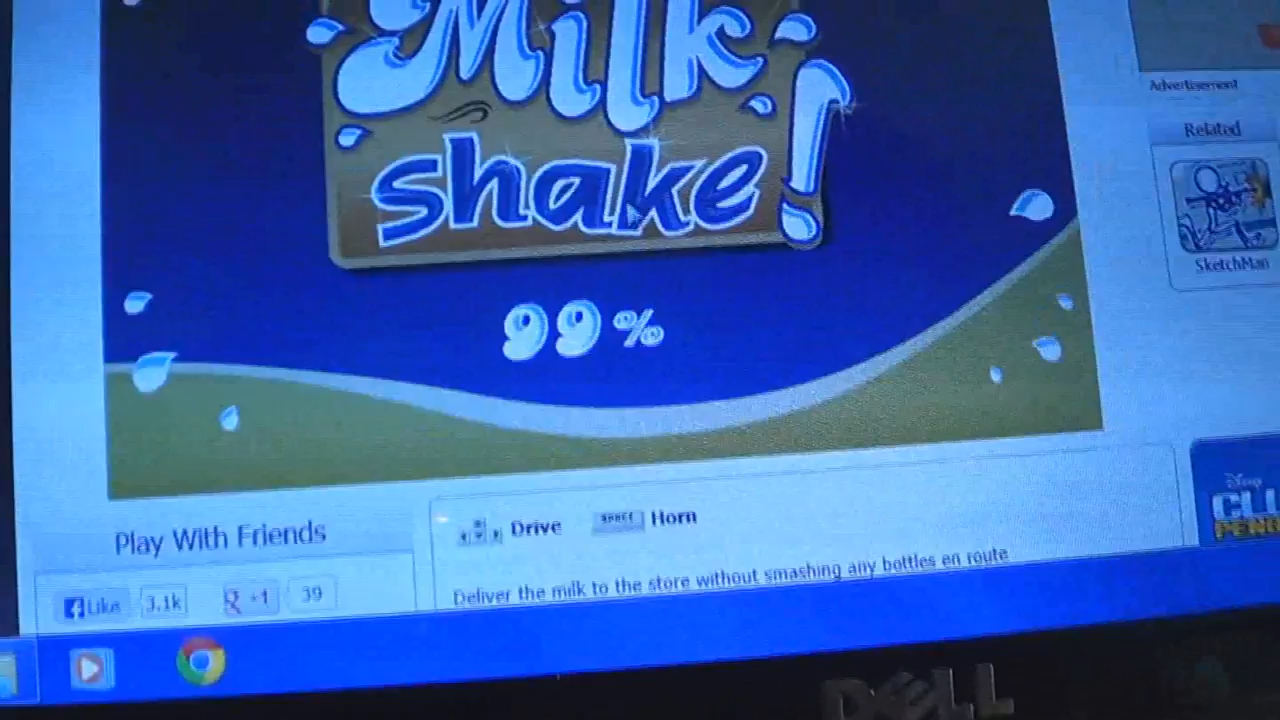 Milk
shake!
99%
Advertisement
Related
SketchMan
Play With Friends
Like 3.1k +1 39
Drive Horn
Deliver the milk to the store without smashing any bottles en route
Disney
DELL